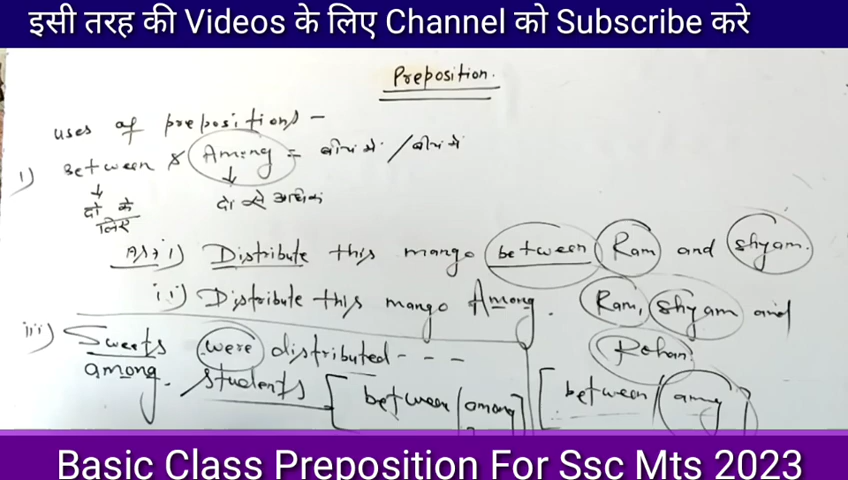 इसी तरह की Videos के लिए Channel को Subscribe करे
Preposition.
uses of prepositions -
1) Between & Among = बीच मे / बीच मे
दो के लिए
दो से अधिक
As→ i) Distribute this mango between Ram and Shyam.
ii) Distribute this mango Among. Ram, Shyam and Rohan
iii) Sweets were distributed - - -
among. students [between/among] [between/among]
Basic Class Preposition For Ssc Mts 2023